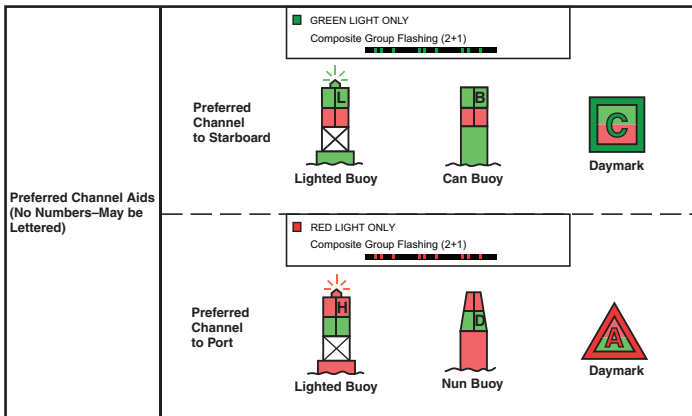 GREEN LIGHT ONLY
Composite Group Flashing (2+1)
Preferred
Channel
to Starboard
L
B
C
Lighted Buoy
Can Buoy
Daymark
Preferred Channel Aids
(No Numbers–May be
Lettered)
RED LIGHT ONLY
Composite Group Flashing (2+1)
Preferred
Channel
to Port
H
D
A
Lighted Buoy
Nun Buoy
Daymark